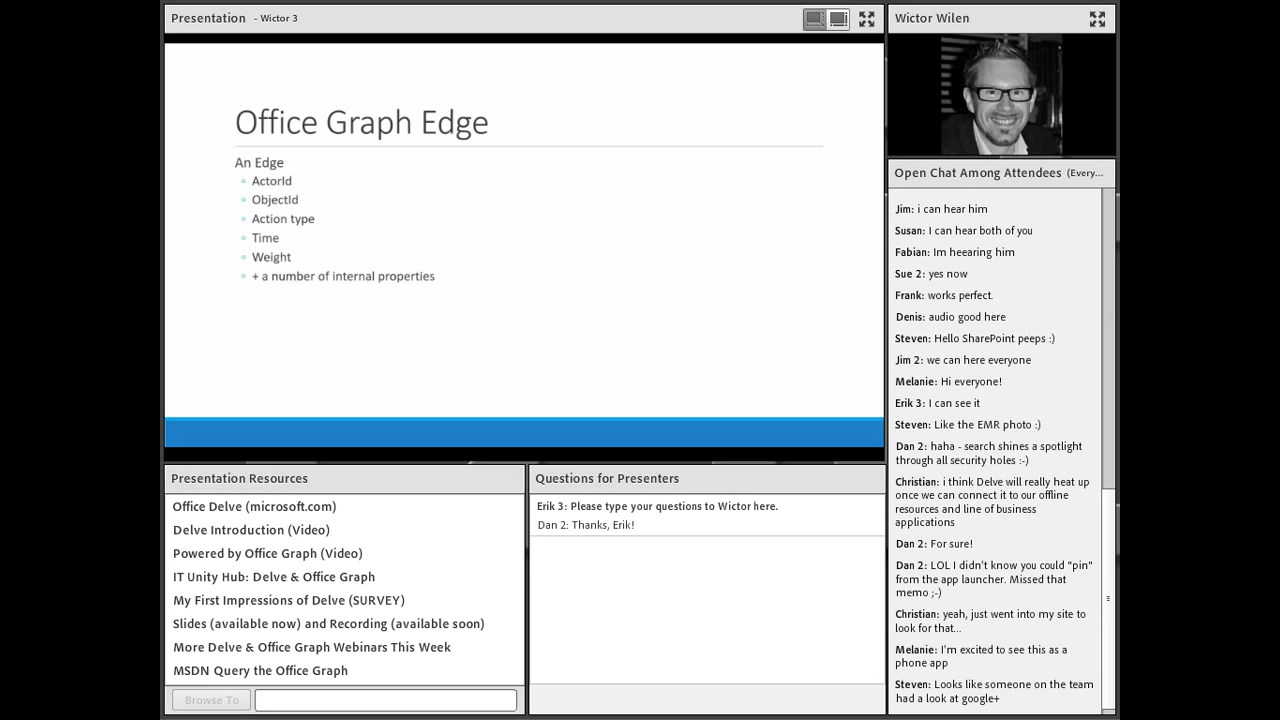 Presentation - Wictor 3
Office Graph Edge
An Edge
ActorId
ObjectId
Action type
Time
Weight
+ a number of internal properties
Wictor Wilen
Open Chat Among Attendees (Every...
Jim: i can hear him
Susan: I can hear both of you
Fabian: Im heearing him
Sue 2: yes now
Frank: works perfect.
Denis: audio good here
Steven: Hello SharePoint peeps :)
Jim 2: we can here everyone
Melanie: Hi everyone!
Erik 3: I can see it
Steven: Like the EMR photo :)
Dan 2: haha - search shines a spotlight
through all security holes :-)
Christian: i think Delve will really heat up
once we can connect it to our offline
resources and line of business
applications
Dan 2: For sure!
Dan 2: LOL I didn't know you could "pin"
from the app launcher. Missed that
memo ;-)
Christian: yeah, just went into my site to
look for that...
Melanie: I'm excited to see this as a
phone app
Steven: Looks like someone on the team
had a look at google+
Presentation Resources
Office Delve (microsoft.com)
Delve Introduction (Video)
Powered by Office Graph (Video)
IT Unity Hub: Delve & Office Graph
My First Impressions of Delve (SURVEY)
Slides (available now) and Recording (available soon)
More Delve & Office Graph Webinars This Week
MSDN Query the Office Graph
Browse To
Questions for Presenters
Erik 3: Please type your questions to Wictor here.
Dan 2: Thanks, Erik!